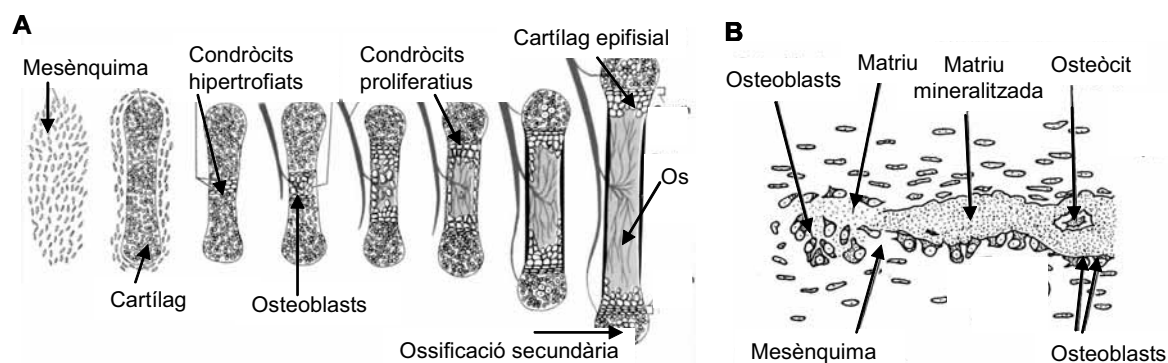 A
Mesènquima
Condròcits
hipertrofiats
Condròcits
proliferatius
Cartílag epifisial
Os
Cartílag
Osteoblasts
Ossificació secundària
B
Osteoblasts
Matriu
Matriu
mineralitzada
Osteòcit
Mesènquima
Osteoblasts